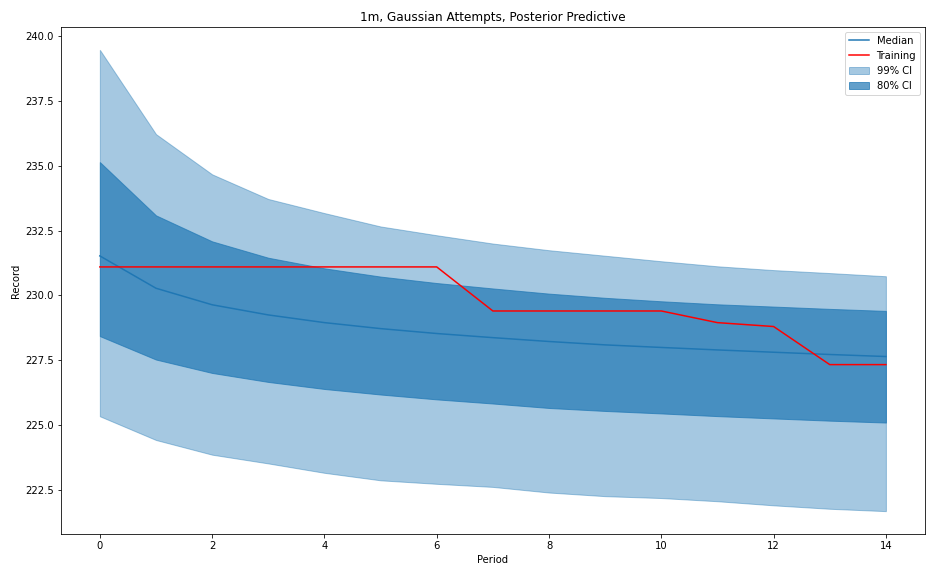 1m, Gaussian Attempts, Posterior Predictive
Median
Training
99% CI
80% CI
240.0
237.5
235.0
232.5
230.0
227.5
225.0
222.5
Record
0 2 4 6 8 10 12 14
Period